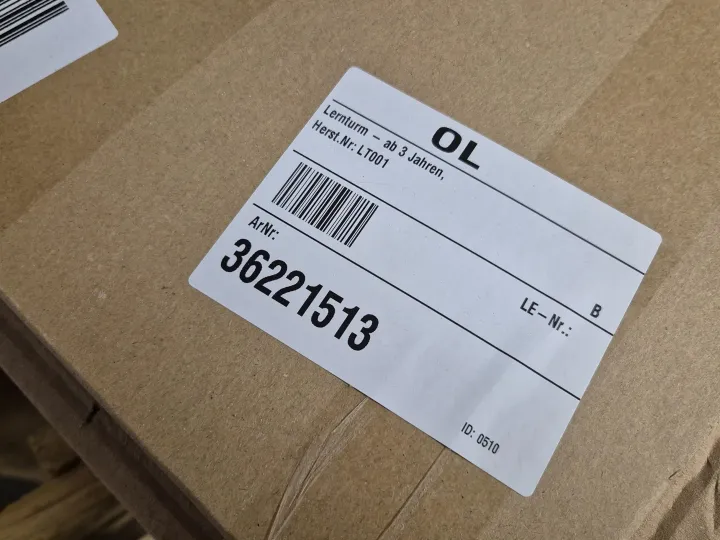 OL
Lernturm – ab 3 Jahren,
Herst.Nr: LT001
B
ArNr:
LE–Nr.:
36221513
ID: 0510